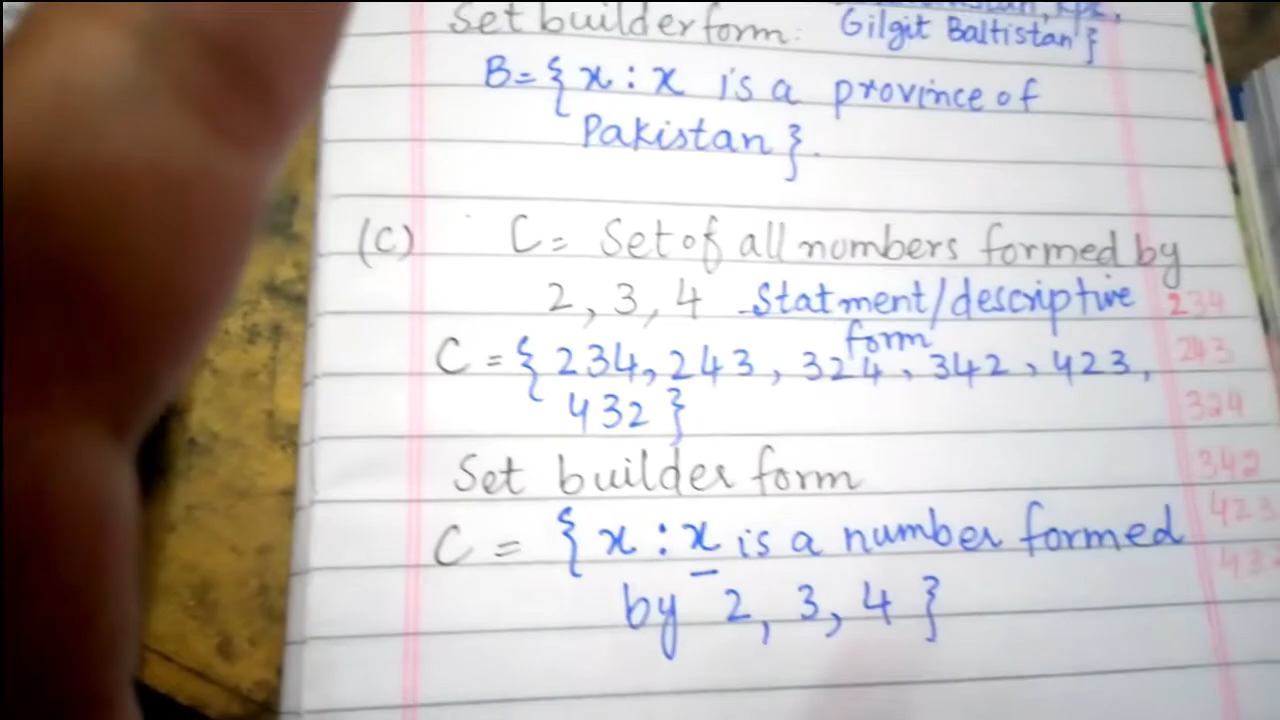 Set builder form: Gilgit Baltistan }
B = { x : x is a province of
Pakistan }.
(C) C = Set of all numbers formed by
2, 3, 4 Statment/descriptive
form
C = { 234, 243, 324, 342, 423,
432 }
Set builder form
C = { x : x is a number formed
by 2, 3, 4 }
234
243
324
342
423